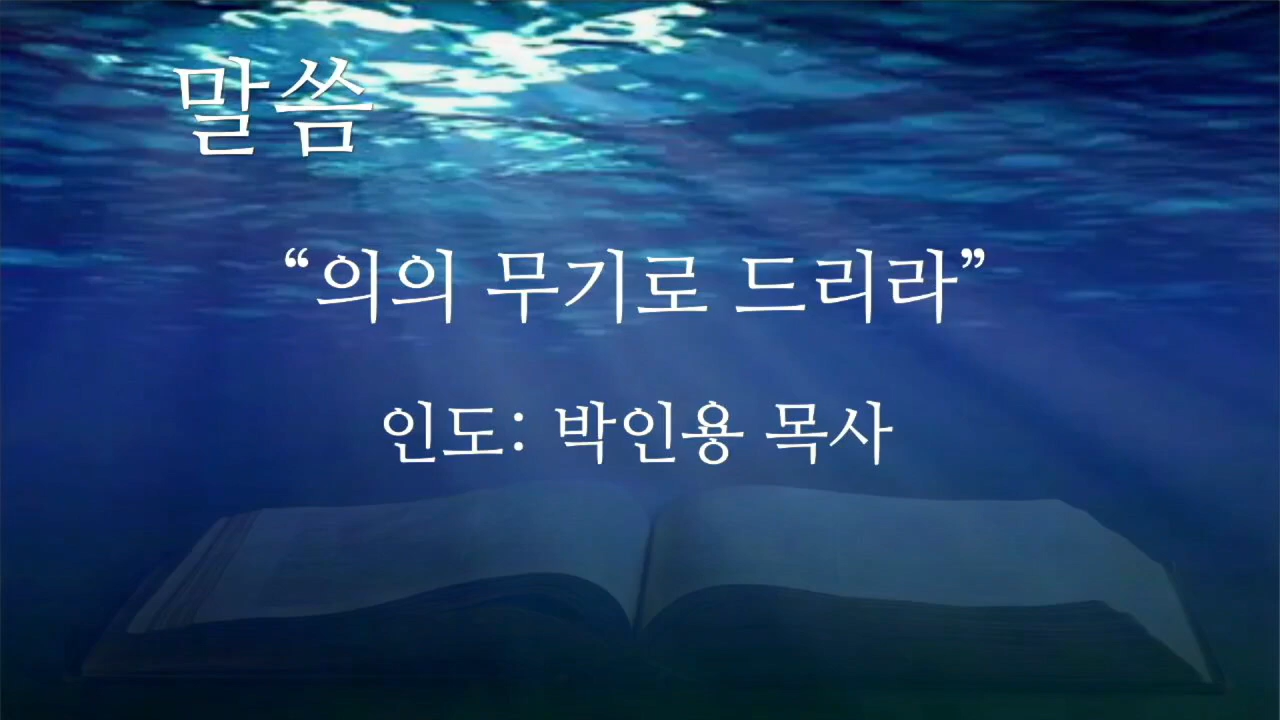 말씀
“의의 무기로 드리라”
인도: 박인용 목사